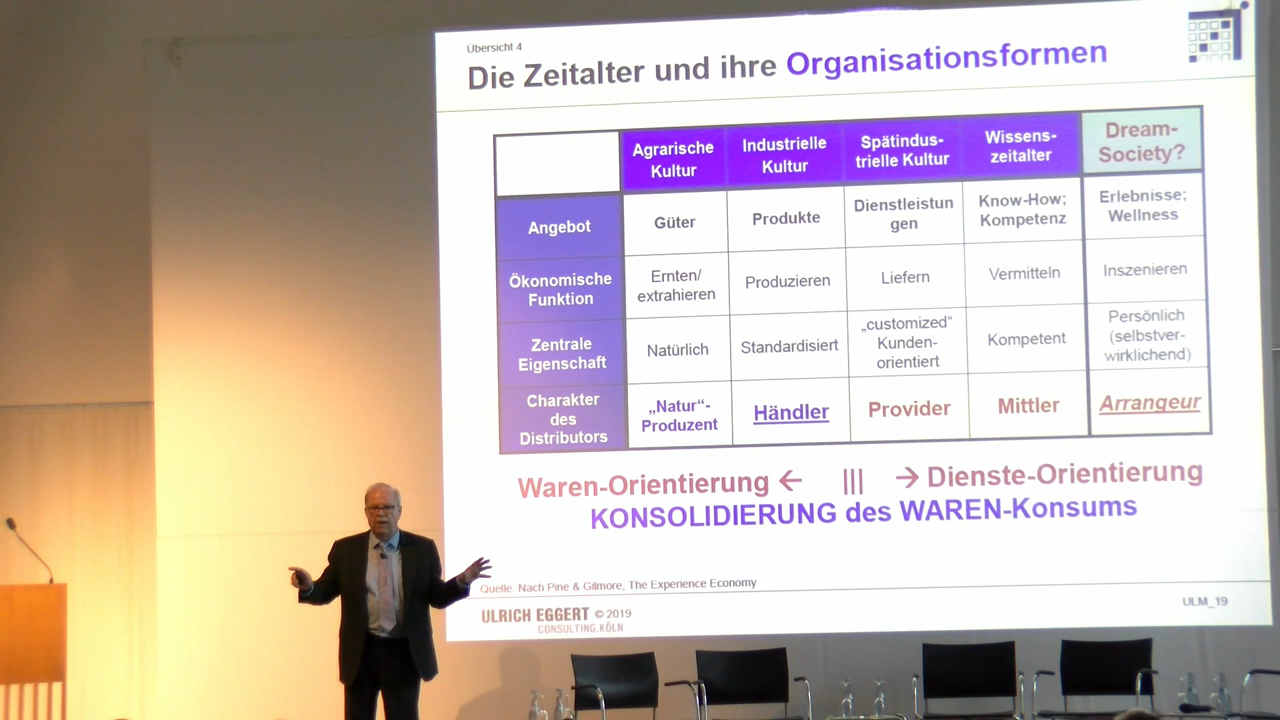 Übersicht 4
Die Zeitalter und ihre Organisationsformen
Agrarische Kultur
Industrielle Kultur
Spätindus-
trielle Kultur
Wissens-
zeitalter
Dream-
Society?
Angebot
Güter
Produkte
Dienstleistun
gen
Know-How;
Kompetenz
Erlebnisse;
Wellness
Ökonomische
Funktion
Ernten/
extrahieren
Produzieren
Liefern
Vermitteln
Inszenieren
Zentrale
Eigenschaft
Natürlich
Standardisiert
„customized“
Kunden-
orientiert
Kompetent
Persönlich
(selbstver-
wirklichend)
Charakter
des
Distributors
„Natur“-
Produzent
Händler
Provider
Mittler
Arrangeur
Waren-Orientierung ← ||| → Dienste-Orientierung
KONSOLIDIERUNG des WAREN-Konsums
Quelle: Nach Pine & Gilmore, The Experience Economy
ULRICH EGGERT © 2019
CONSULTING.KÖLN
ULM_19